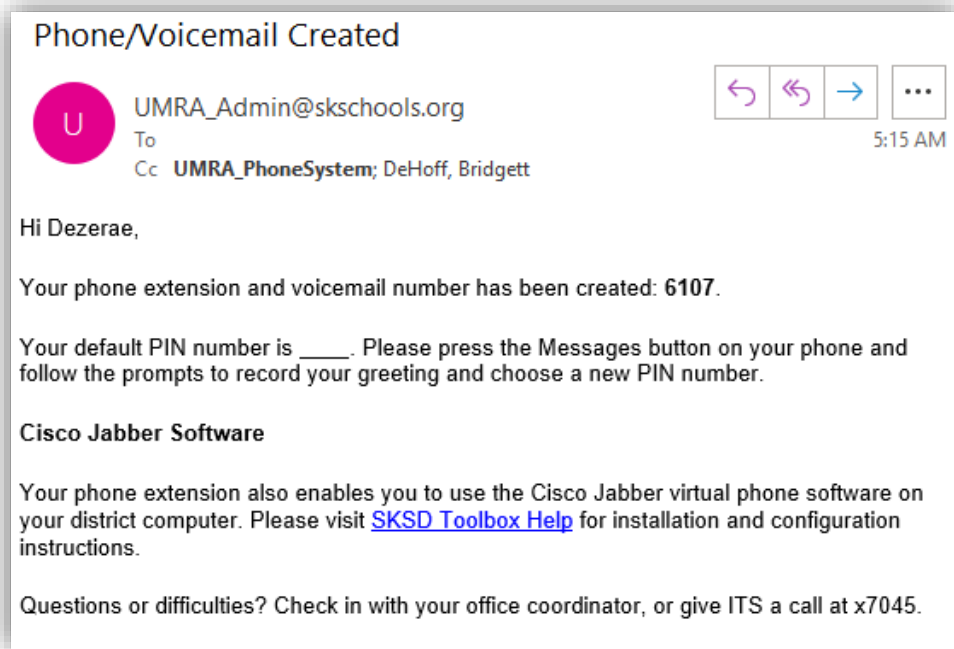 Phone/Voicemail Created
U
UMRA_Admin@skschools.org
To
5:15 AM
Cc UMRA_PhoneSystem; DeHoff, Bridgett
Hi Dezerae,
Your phone extension and voicemail number has been created: 6107.
Your default PIN number is ____. Please press the Messages button on your phone and
follow the prompts to record your greeting and choose a new PIN number.
Cisco Jabber Software
Your phone extension also enables you to use the Cisco Jabber virtual phone software on
your district computer. Please visit SKSD Toolbox Help for installation and configuration
instructions.
Questions or difficulties? Check in with your office coordinator, or give ITS a call at x7045.